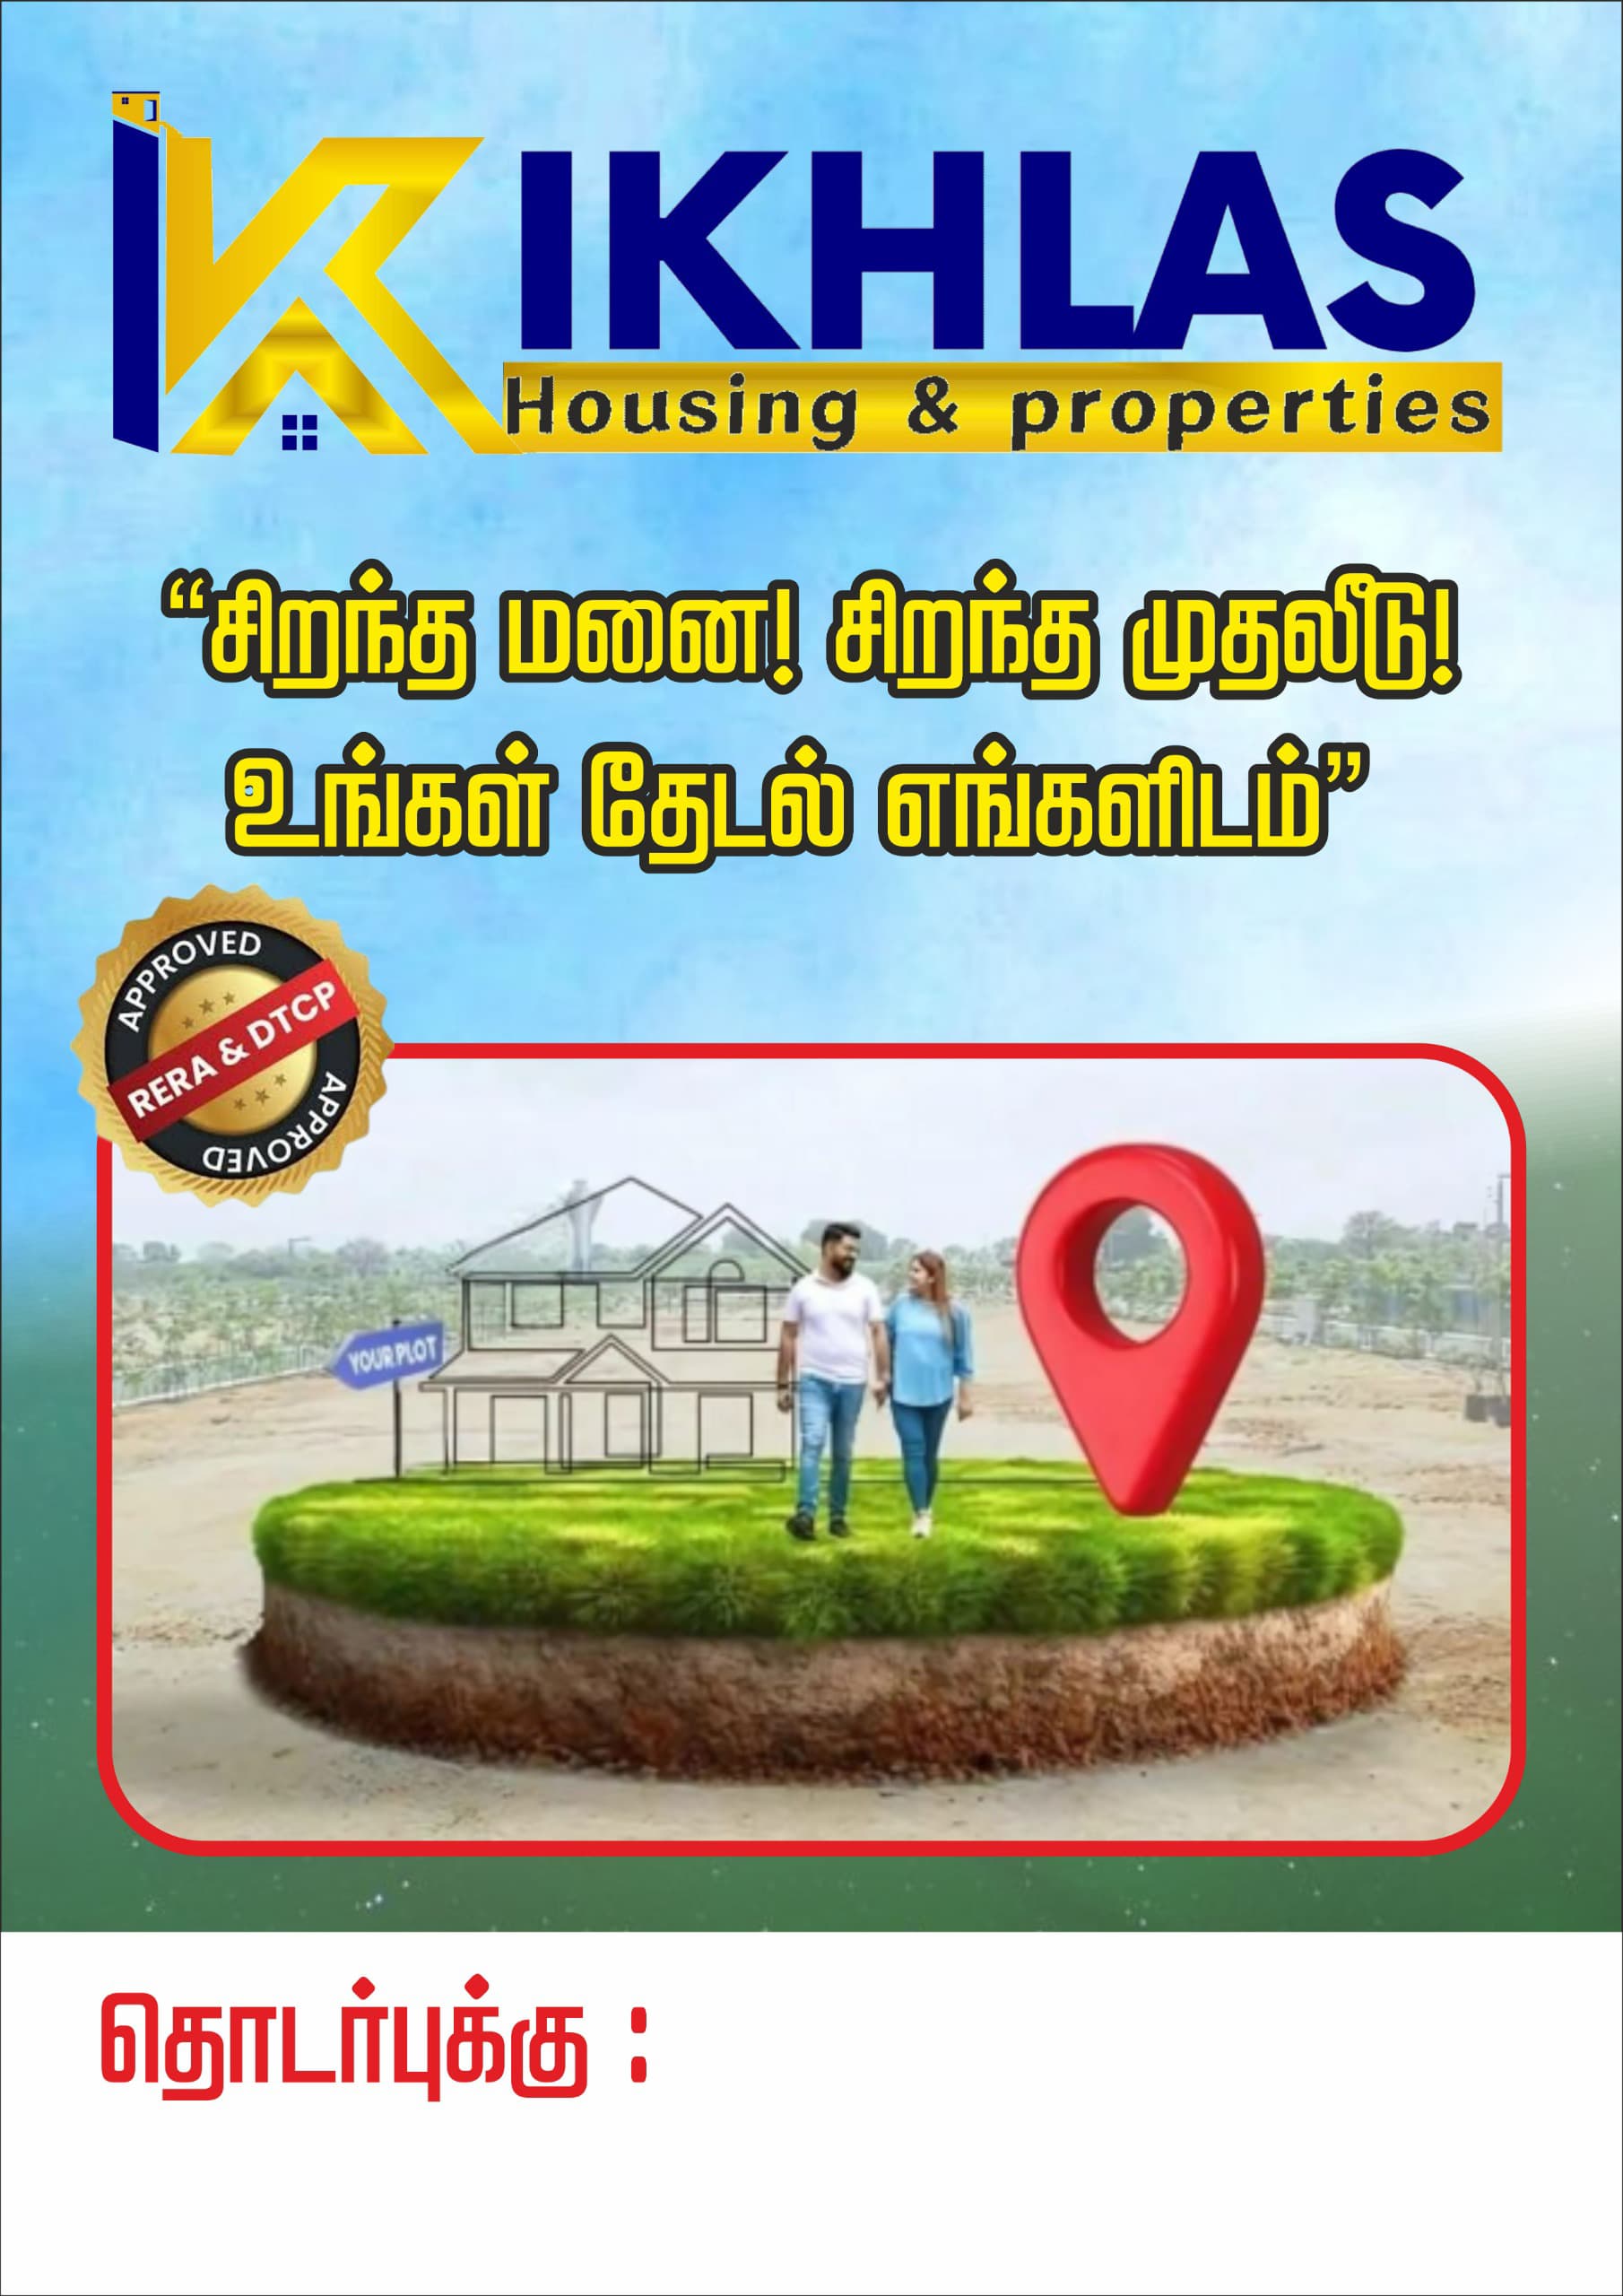 IKHLAS
Housing & properties
“சிறந்த மனை! சிறந்த முதலீடு!
உங்கள் தேடல் எங்களிடம்”
APPROVED
RERA & DTCP
APPROVED
YOUR PLOT
தொடர்புக்கு :